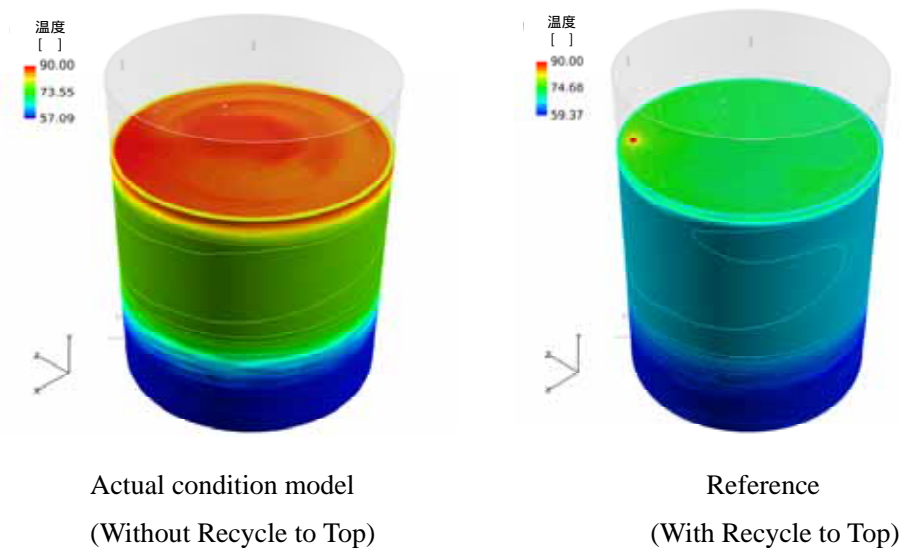 温度
[ ]
90.00
73.55
57.09
温度
[ ]
90.00
74.68
59.37
Actual condition model
(Without Recycle to Top)
Reference
(With Recycle to Top)